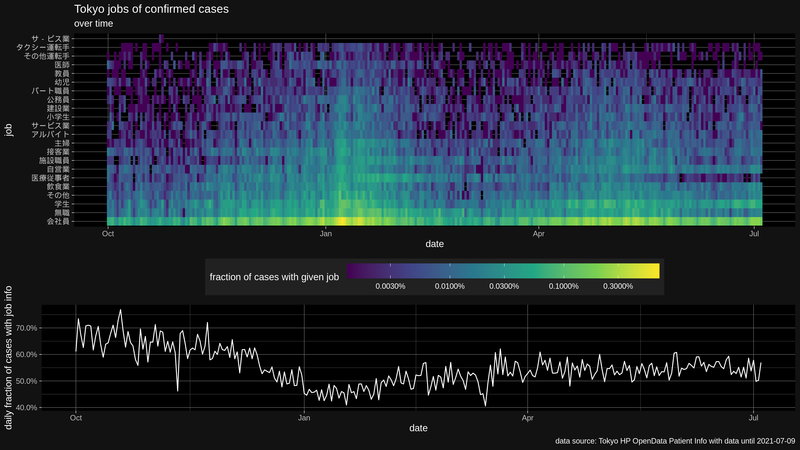 Tokyo jobs of confirmed cases
over time
job
サ - ビス業
タクシー運転手
その他運転手
医師
教員
幼児
パート職員
公務員
建設業
小学生
サービス業
アルバイト
主婦
接客業
施設職員
自営業
医療従事者
飲食業
その他
学生
無職
会社員
Oct Jan Apr Jul
date
fraction of cases with given job
0.0030% 0.0100% 0.0300% 0.1000% 0.3000%
daily fraction of cases with job info
70.0%
60.0%
50.0%
40.0%
Oct Jan Apr Jul
date
data source: Tokyo HP OpenData Patient Info with data until 2021-07-09